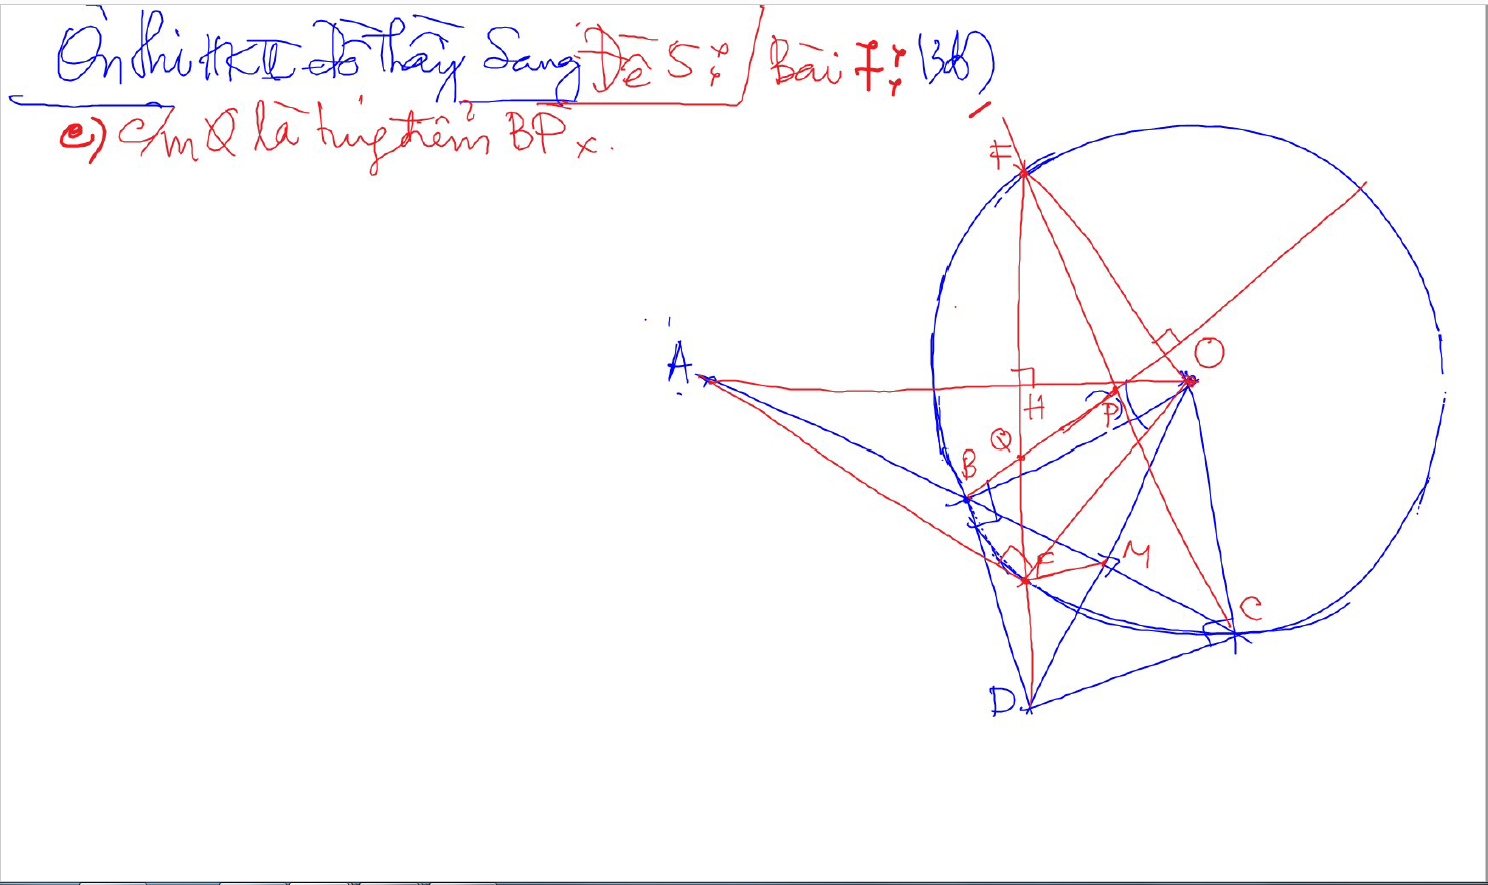 Ôn thi HKII đồ Thầy Sang Đề 5: / Bài 7: (3đ)
e) C/m Q là trung điểm BP.
E
O
A
H
P
Q
B
F
M
C
D